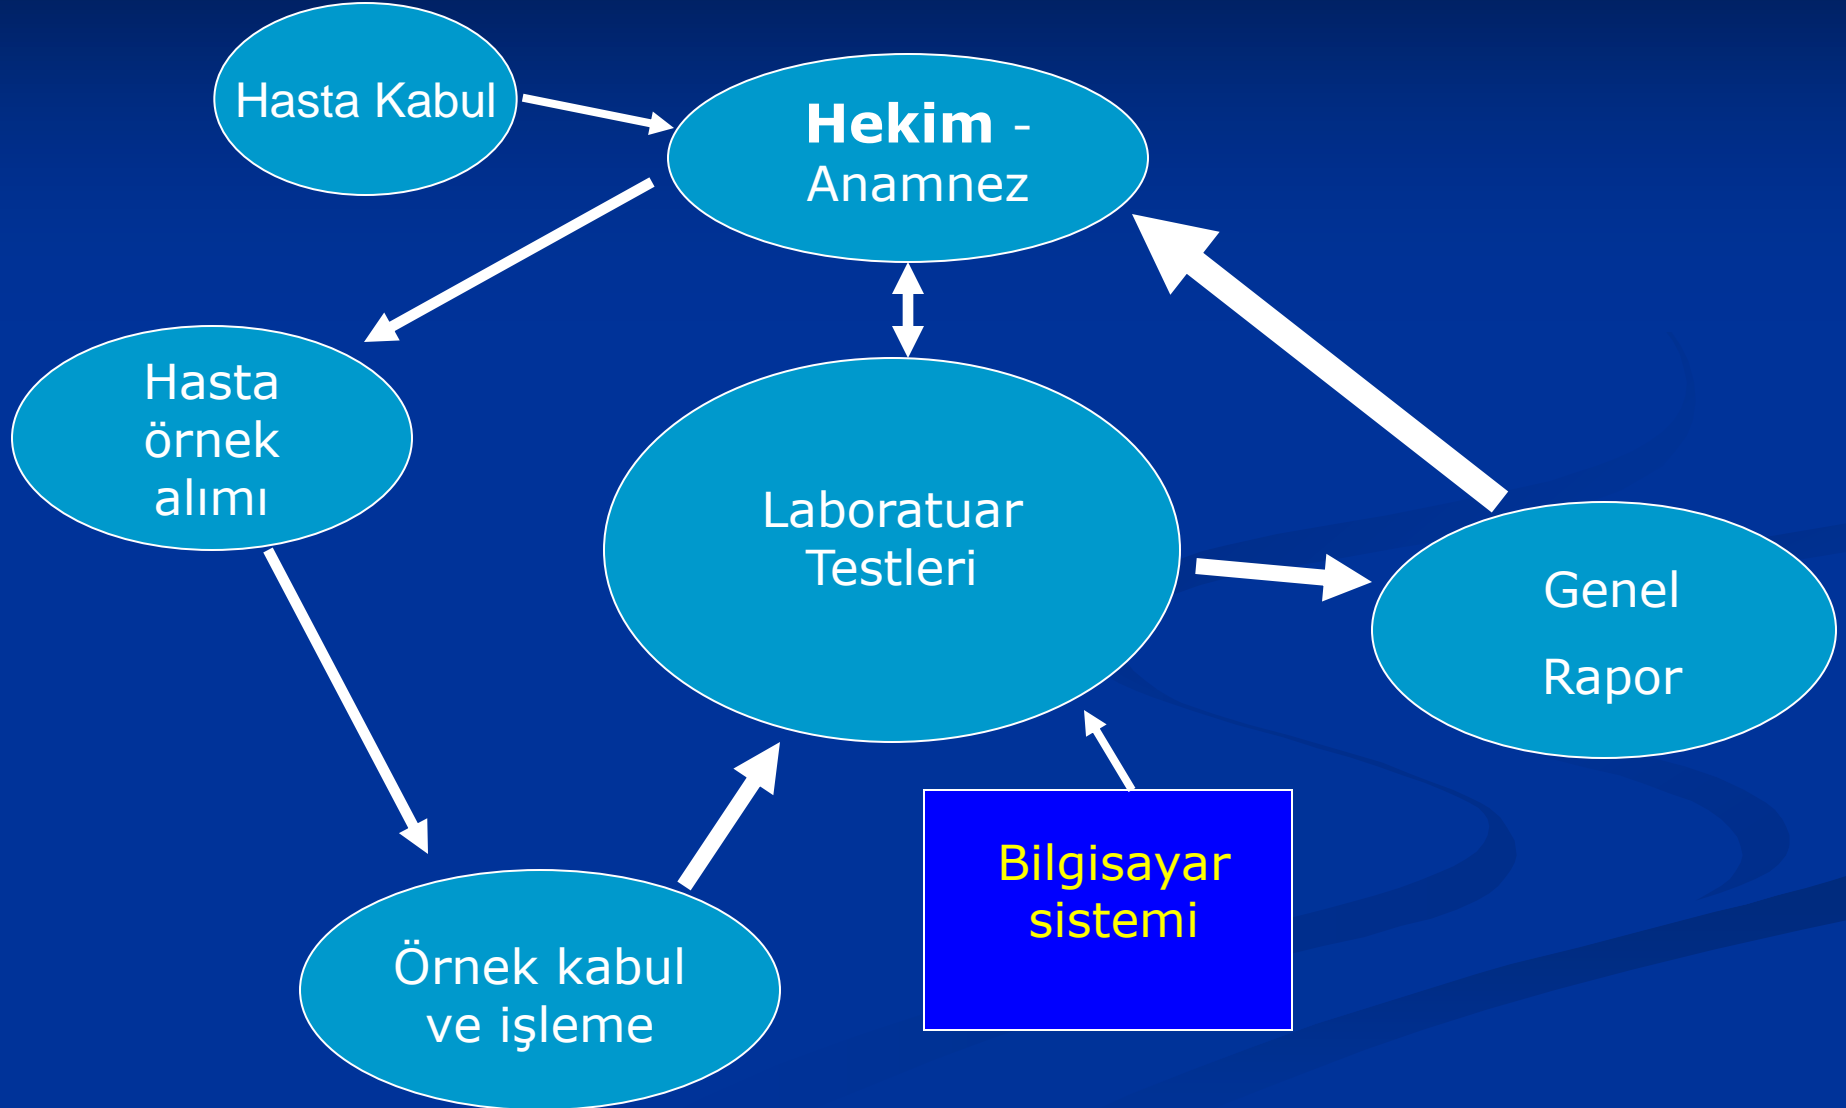 Hasta Kabul
Hekim -
Anamnez
Hasta
örnek
alımı
Laboratuar
Testleri
Genel
Rapor
Bilgisayar
sistemi
Örnek kabul
ve işleme